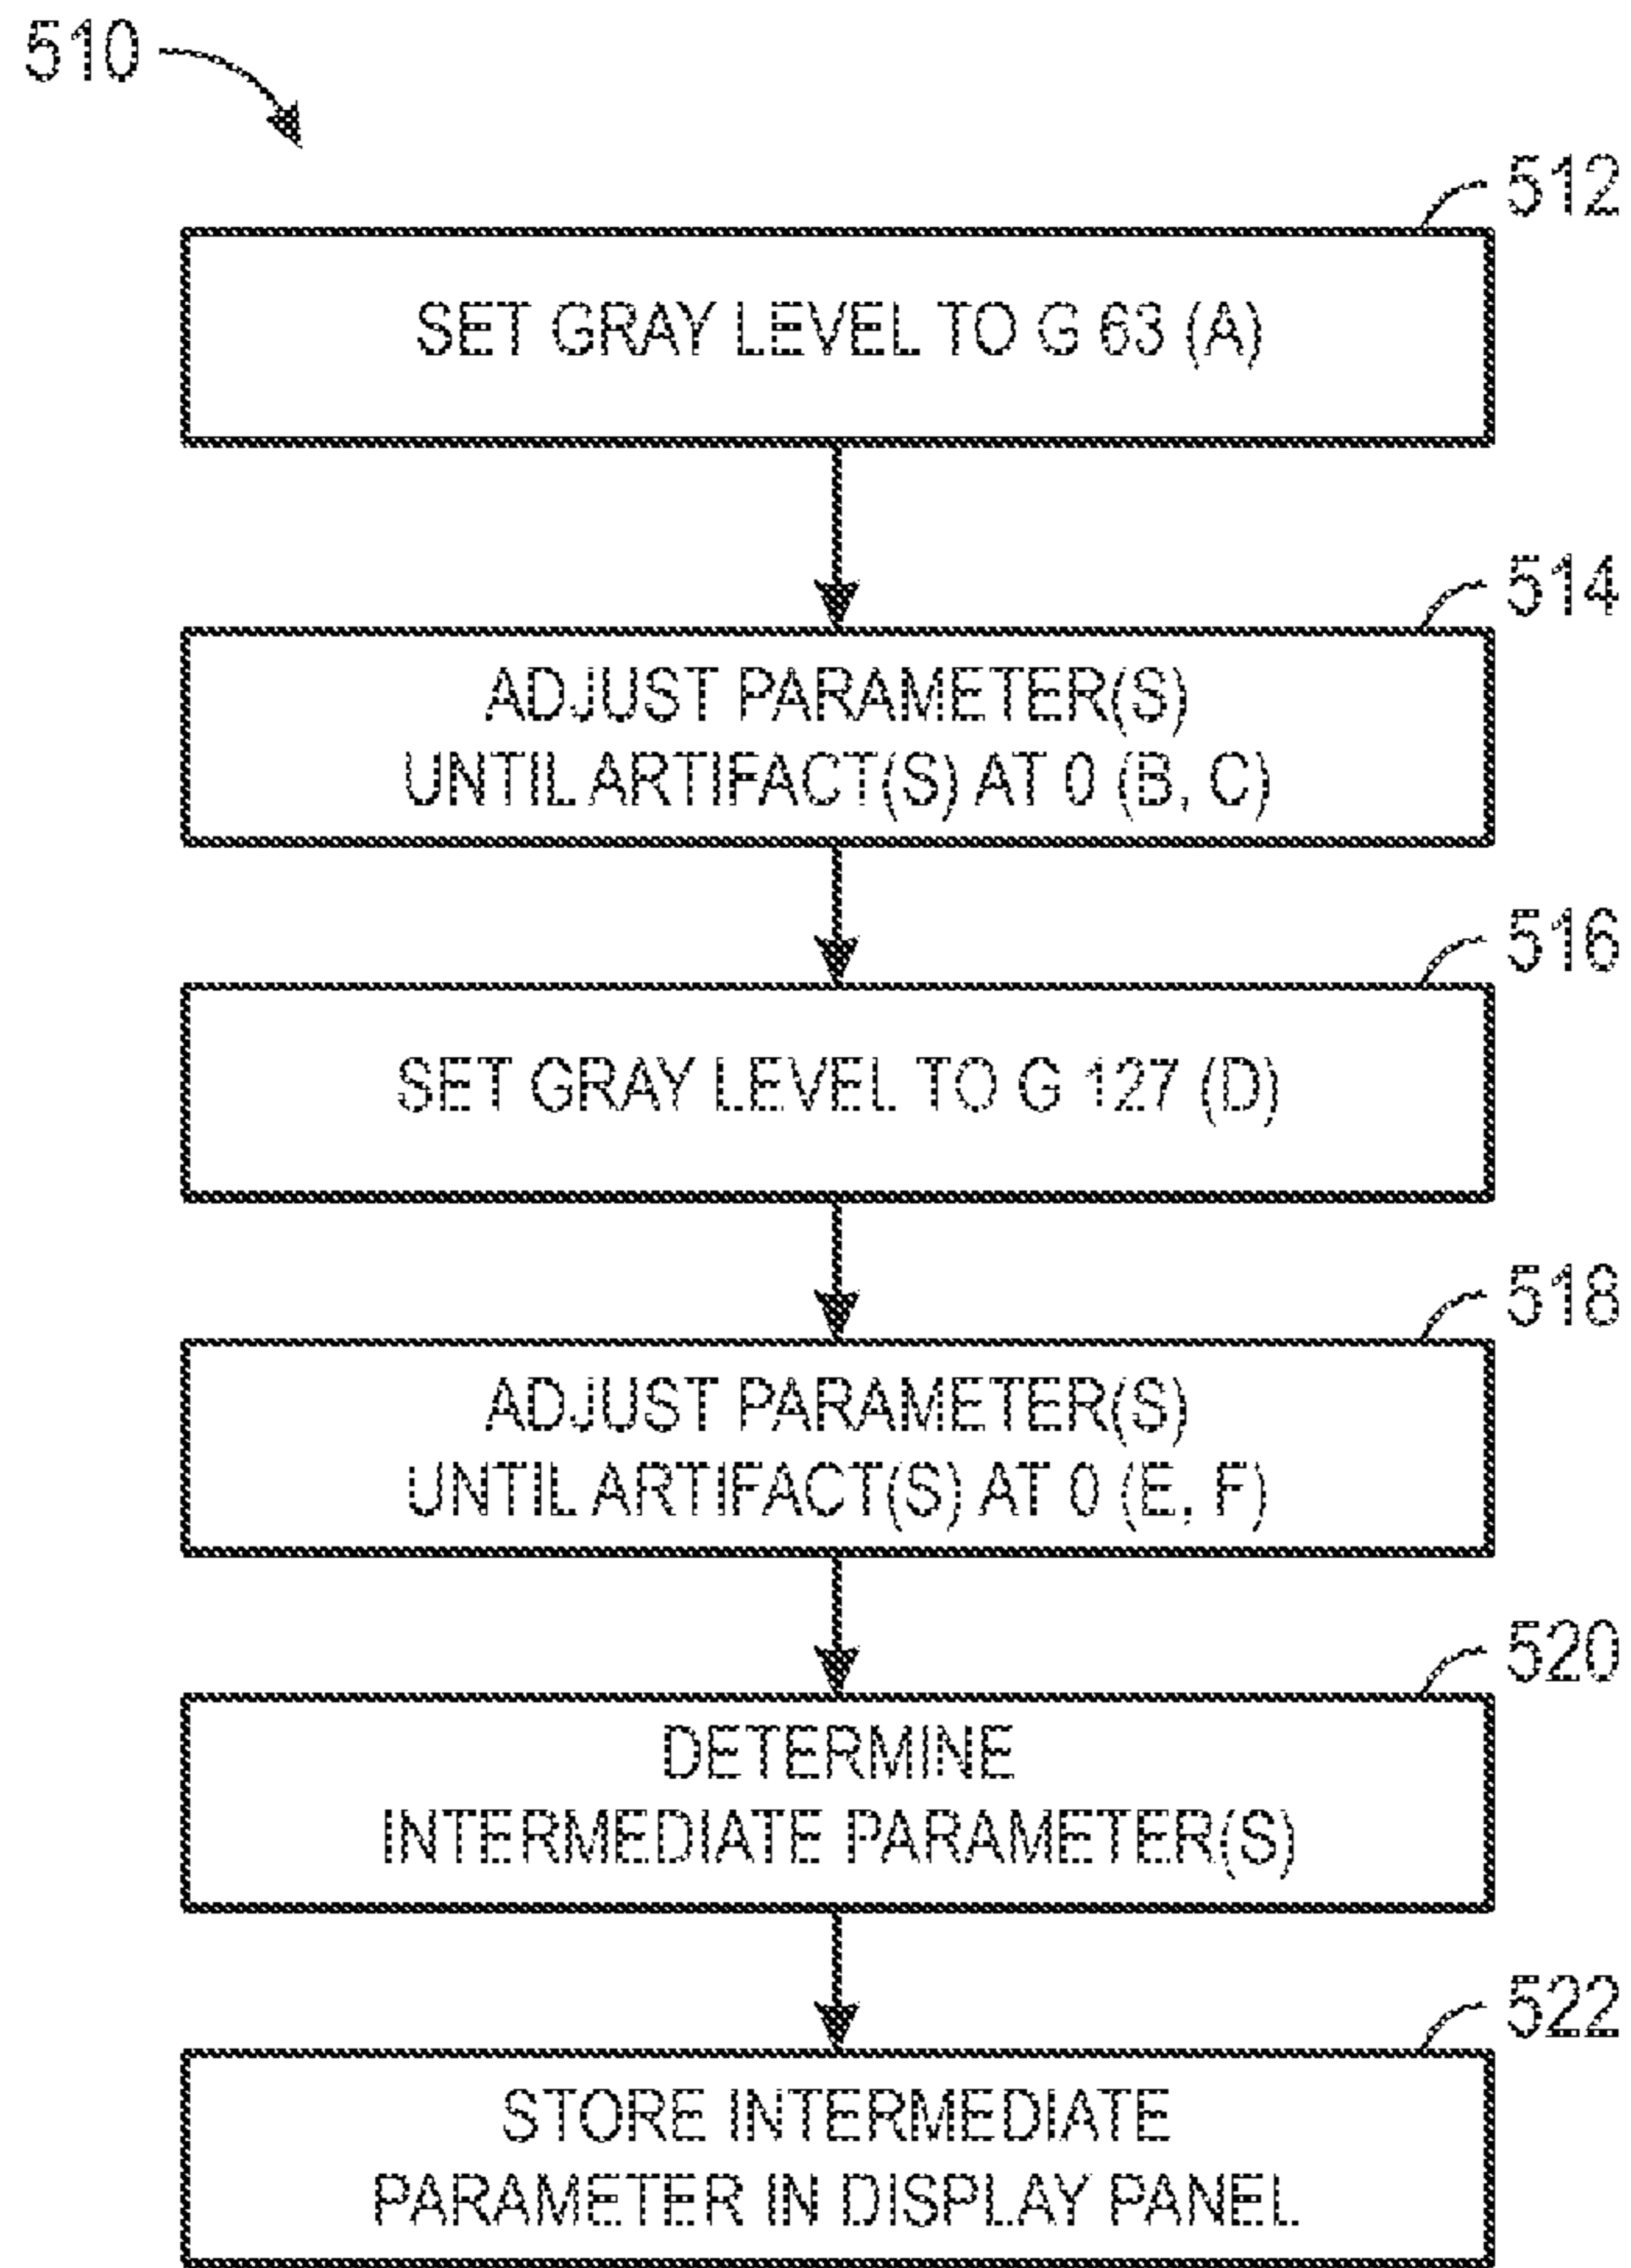 510
512
SET GRAY LEVEL TO G 63 (A)
514
ADJUST PARAMETER(S)
UNTIL ARTIFACT(S) AT 0 (B, C)
516
SET GRAY LEVEL TO G 127 (D)
518
ADJUST PARAMETER(S)
UNTIL ARTIFACT(S) AT 0 (E, F)
520
DETERMINE
INTERMEDIATE PARAMETER(S)
522
STORE INTERMEDIATE
PARAMETER IN DISPLAY PANEL